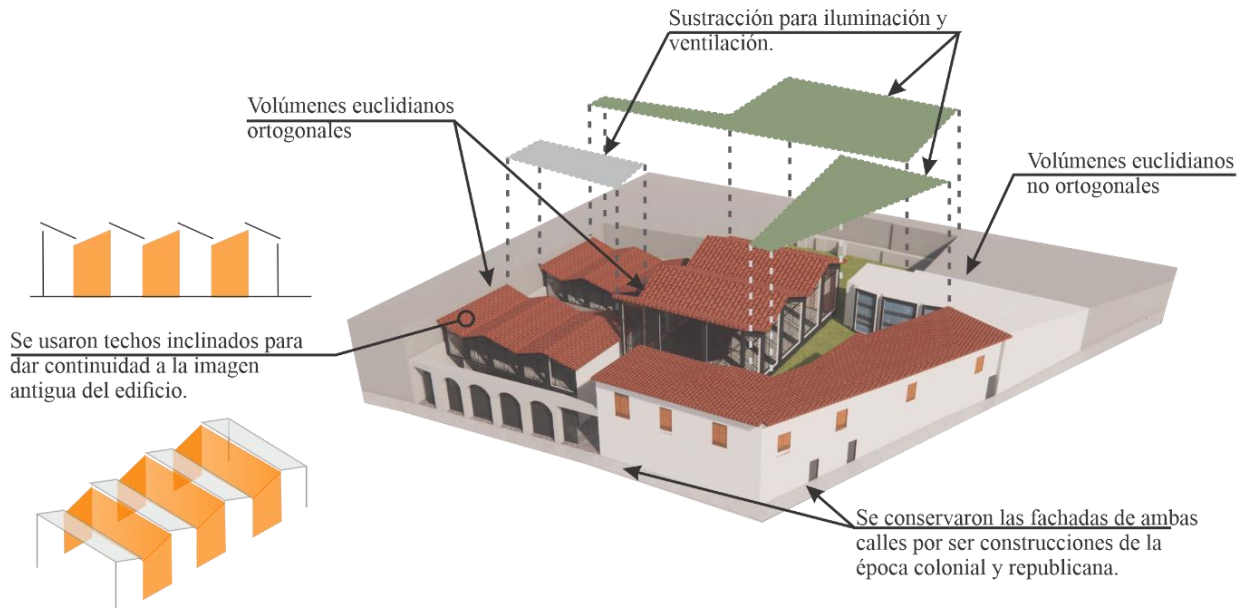 Sustracción para iluminación y
ventilación.
Volúmenes euclidianos
ortogonales
Volúmenes euclidianos
no ortogonales
Se usaron techos inclinados para
dar continuidad a la imagen
antigua del edificio.
Se conservaron las fachadas de ambas
calles por ser construcciones de la
época colonial y republicana.